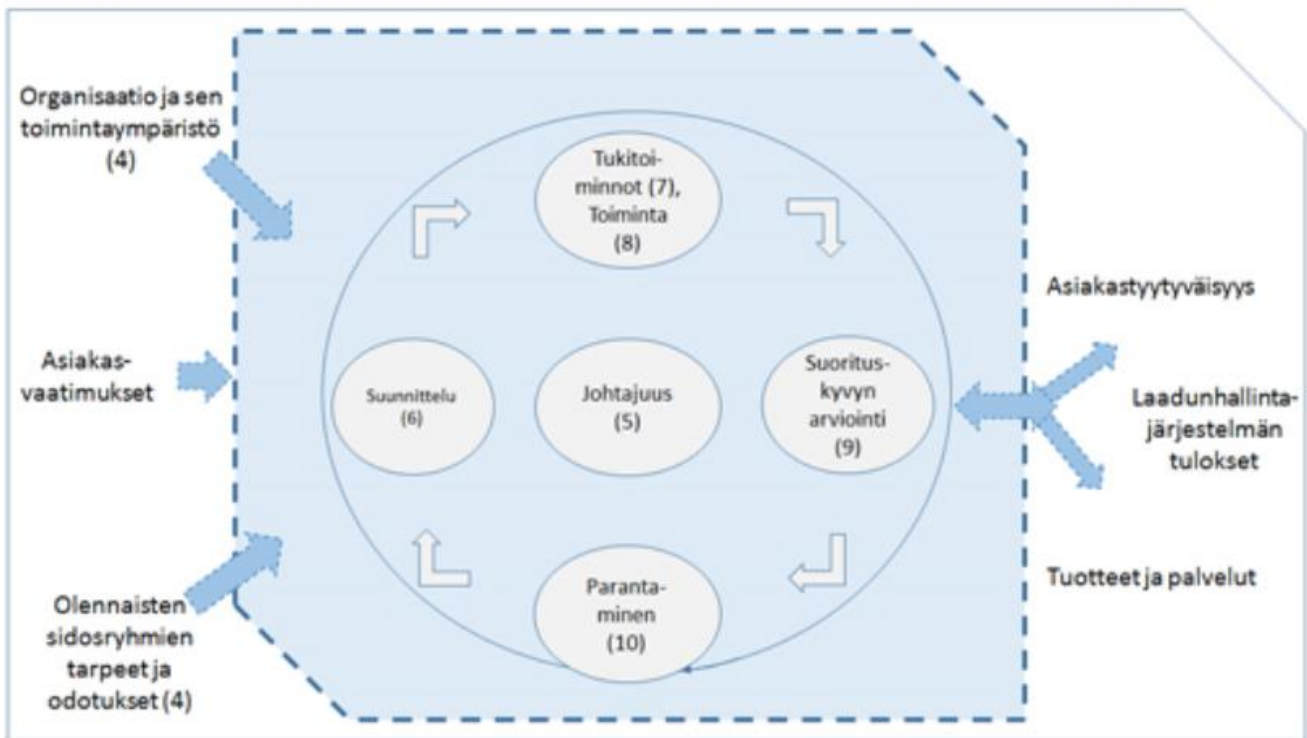 Organisaatio ja sen
toimintaympäristö
(4)
Asiakas-
vaatimukset
Olennaisten
sidosryhmien
tarpeet ja
odotukset (4)
Tukitoi-
minnot (7),
Toiminta
(8)
Suunnittelu
(6)
Johtajuus
(5)
Suoritus-
kyvyn
arviointi
(9)
Paranta-
minen
(10)
Asiakastyytyväisyys
Laadunhallinta-
järjestelmän
tulokset
Tuotteet ja palvelut